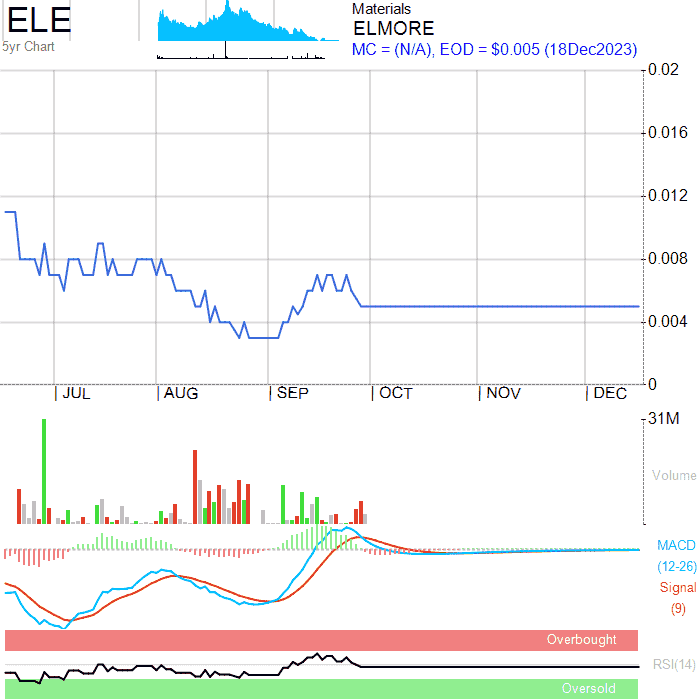 ELE
5yr Chart
Materials
ELMORE
MC = (N/A), EOD = $0.005 (18Dec2023)
0.02
0.016
0.012
0.008
0.004
0
JUL
AUG
SEP
OCT
NOV
DEC
31M
Volume
MACD
(12-26)
Signal
(9)
Overbought
RSI(14)
Oversold